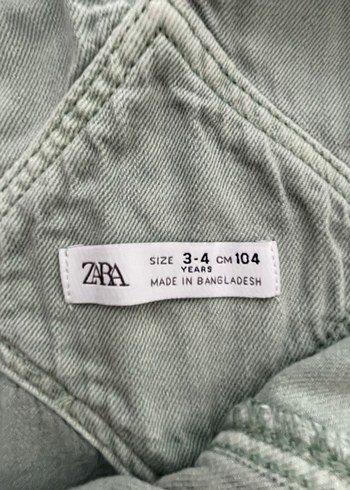 ZARA
SIZE 3-4 CM 104
YEARS
MADE IN BANGLADESH